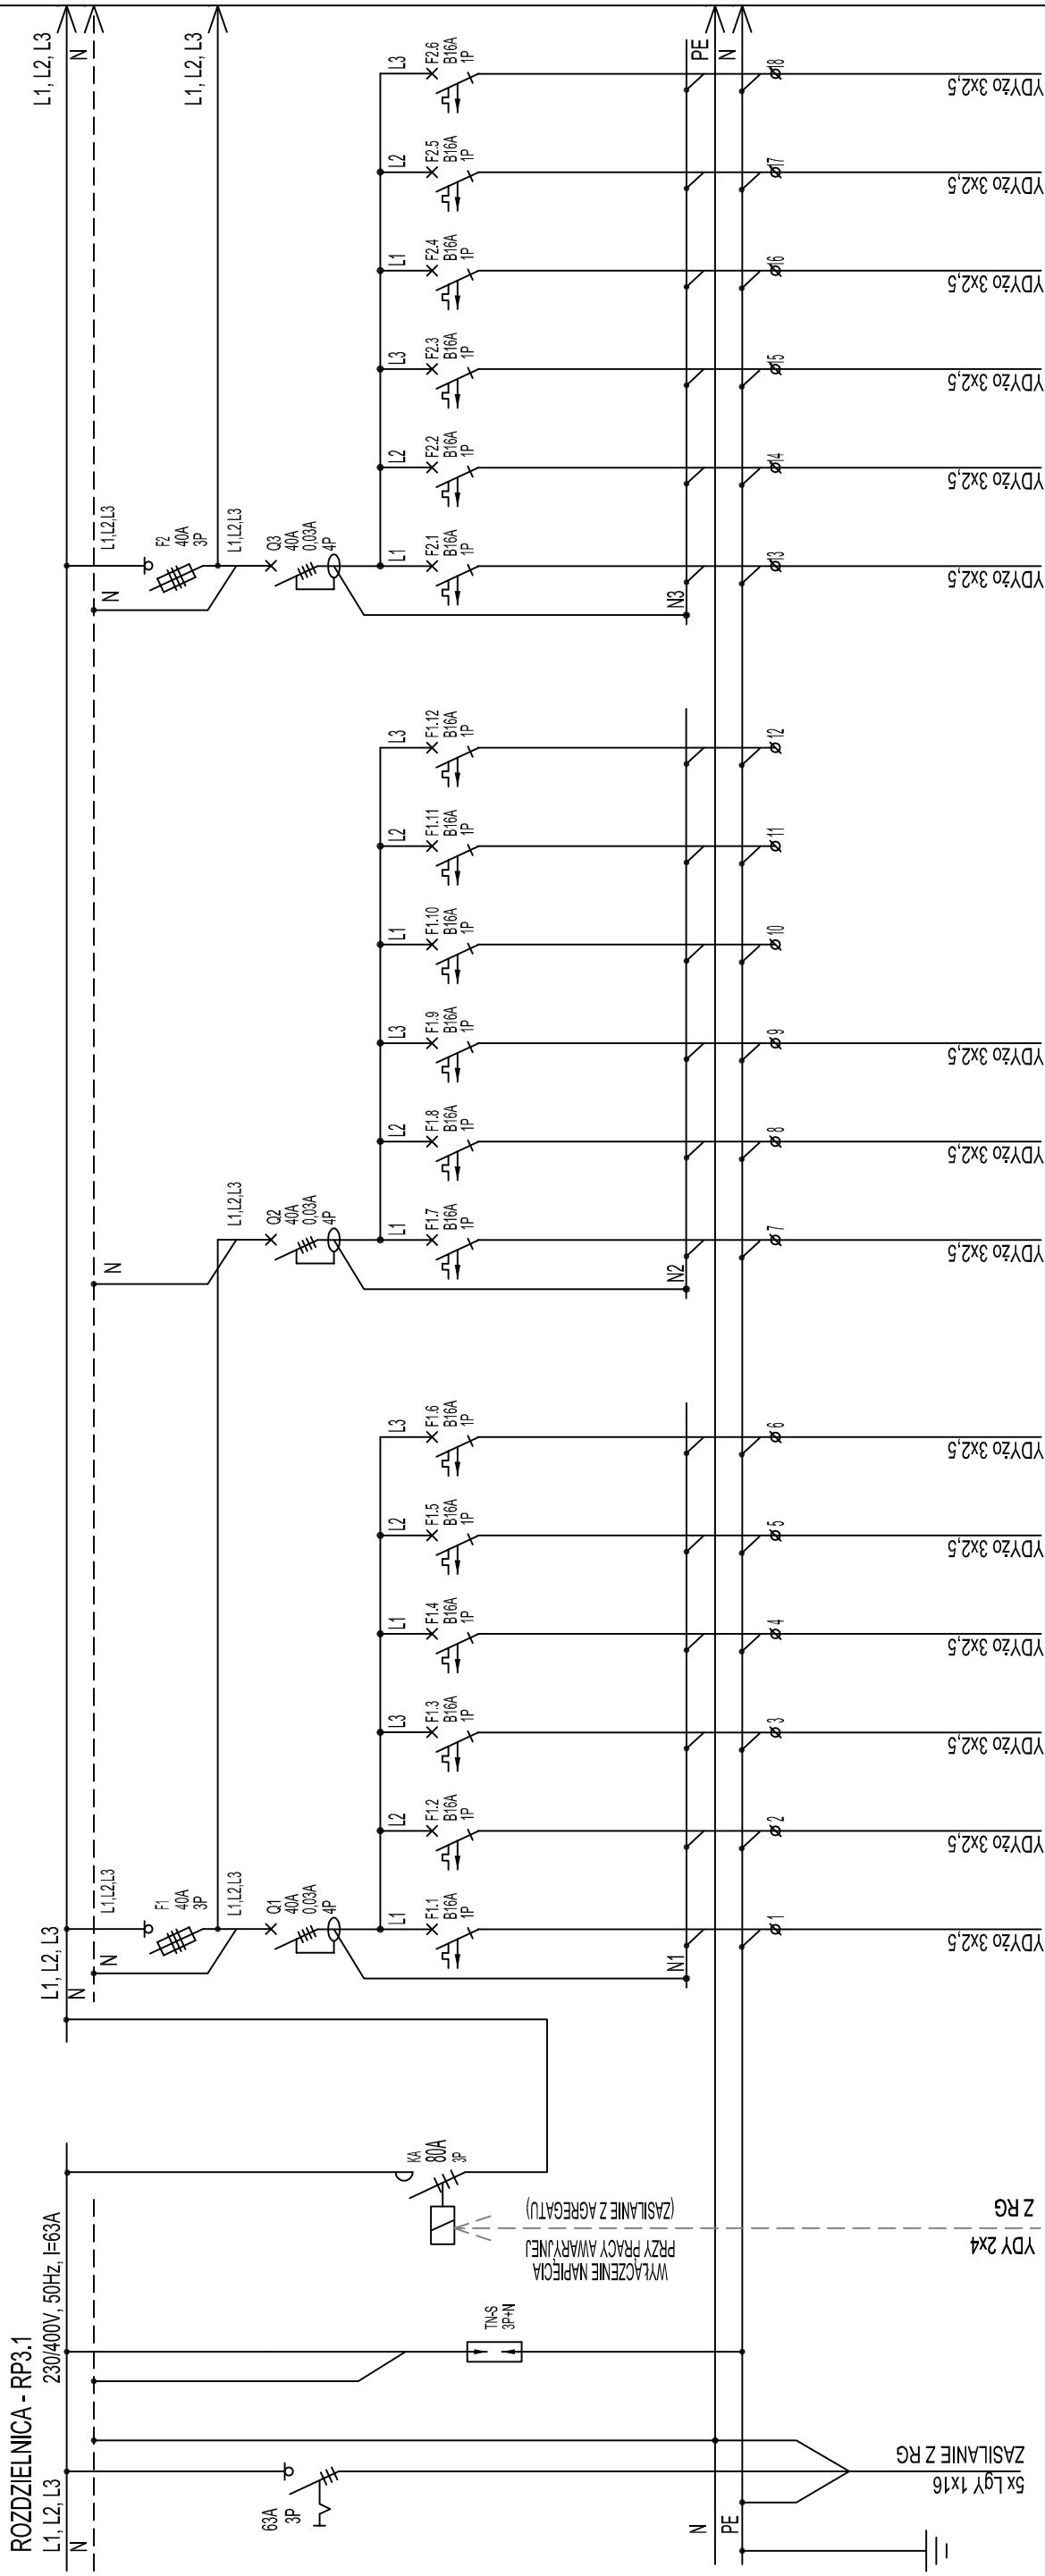 ROZDZIELNICA - RP3.1
L1, L2, L3
230/400V, 50Hz, I=63A
N
63A
3P
N
PE
5x LgY 1x16
ZASILANIE Z RG
TN-S
3P+N
WYŁĄCZENIE NAPIĘCIA
PRZY PRACY AWARYJNEJ
(ZASILANIE Z AGREGATU)
YDY 2x4
Z RG
KA
80A
3P
L1, L2, L3
N
L1,L2,L3
N
F1
40A
3P
L1,L2,L3
Q1
40A
0,03A
4P
N1
L1
F1.1
B16A
1P
1
YDYżo 3x2,5
L2
F1.2
B16A
1P
2
YDYżo 3x2,5
L3
F1.3
B16A
1P
3
YDYżo 3x2,5
L1
F1.4
B16A
1P
4
YDYżo 3x2,5
L2
F1.5
B16A
1P
5
YDYżo 3x2,5
L3
F1.6
B16A
1P
6
YDYżo 3x2,5
N
L1,L2,L3
Q2
40A
0,03A
4P
N2
L1
F1.7
B16A
1P
7
YDYżo 3x2,5
L2
F1.8
B16A
1P
8
YDYżo 3x2,5
L3
F1.9
B16A
1P
9
YDYżo 3x2,5
L1
F1.10
B16A
1P
10
L2
F1.11
B16A
1P
11
L3
F1.12
B16A
1P
12
L1,L2,L3
N
F2
40A
3P
L1,L2,L3
Q3
40A
0,03A
4P
N3
L1
F2.1
B16A
1P
13
YDYżo 3x2,5
L2
F2.2
B16A
1P
14
YDYżo 3x2,5
L3
F2.3
B16A
1P
15
YDYżo 3x2,5
L1
F2.4
B16A
1P
16
YDYżo 3x2,5
L2
F2.5
B16A
1P
17
YDYżo 3x2,5
L3
F2.6
B16A
1P
18
YDYżo 3x2,5
L1, L2, L3
N
L1, L2, L3
PE
N